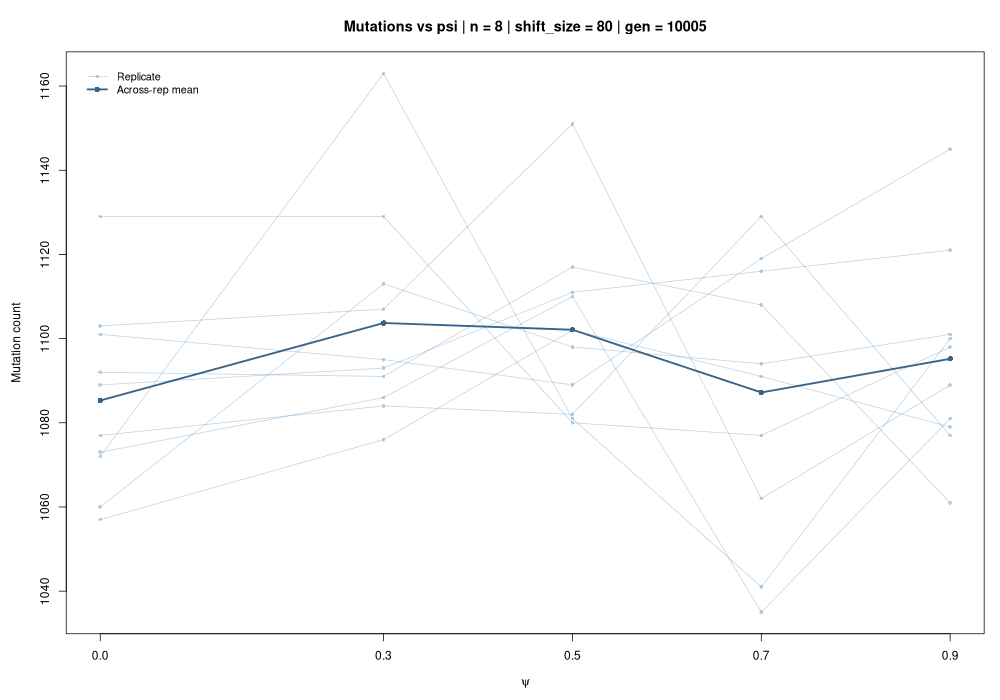 Mutations vs psi | n = 8 | shift_size = 80 | gen = 10005
Replicate
Across-rep mean
Mutation count
1160
1140
1120
1100
1080
1060
1040
0.0 0.3 0.5 0.7 0.9
ψ